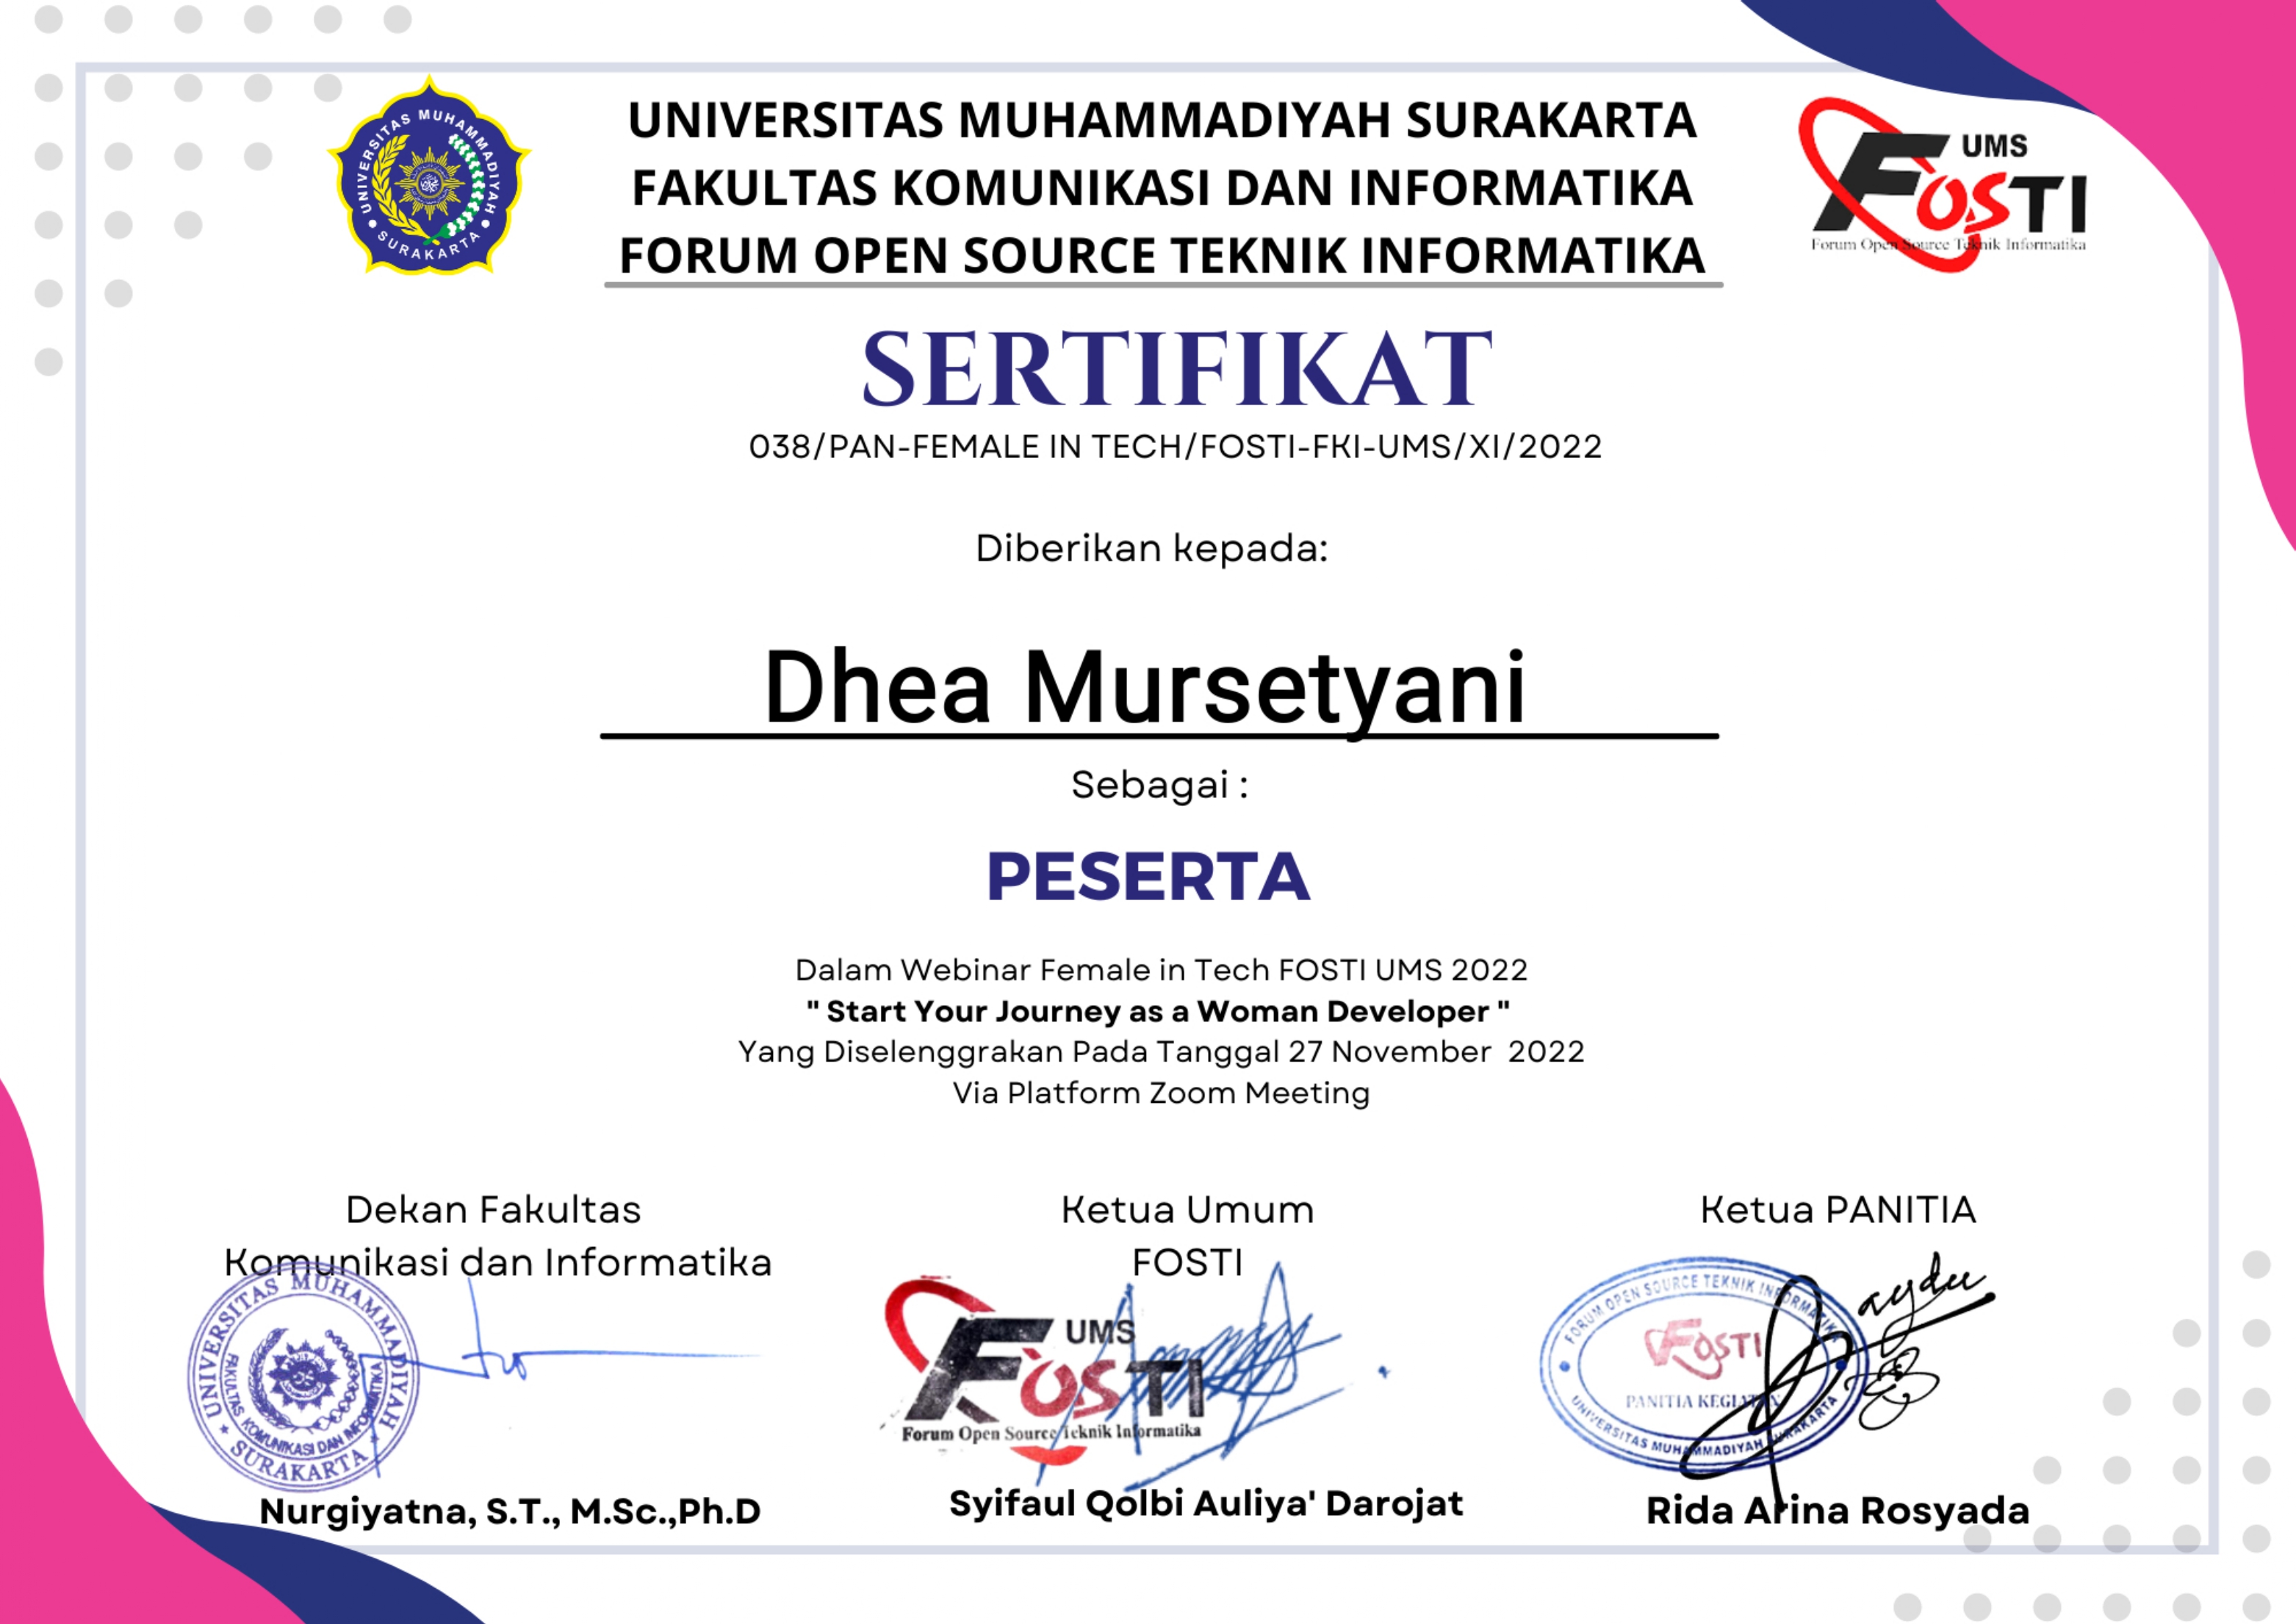 UNIVERSITAS MUHAMMADIYAH SURAKARTA
UNIVERSITAS MUHAMMADIYAH SURAKARTA
FAKULTAS KOMUNIKASI DAN INFORMATIKA
FORUM OPEN SOURCE TEKNIK INFORMATIKA
UMS
FOSTI
Forum Open Source Teknik Informatika
SERTIFIKAT
038/PAN-FEMALE IN TECH/FOSTI-FKI-UMS/XI/2022
Diberikan kepada:
Dhea Mursetyani
Sebagai :
PESERTA
Dalam Webinar Female in Tech FOSTI UMS 2022
" Start Your Journey as a Woman Developer "
Yang Diselenggrakan Pada Tanggal 27 November 2022
Via Platform Zoom Meeting
Dekan Fakultas
Komunikasi dan Informatika
UNIVERSITAS MUHAMMADIYAH SURAKARTA
FAKULTAS KOMUNIKASI DAN INFORMATIKA
Nurgiyatna, S.T., M.Sc.,Ph.D
Ketua Umum
FOSTI
UMS
FOSTI
Forum Open Source Teknik Informatika
Syifaul Qolbi Auliya' Darojat
Ketua PANITIA
FORUM OPEN SOURCE TEKNIK INFORMATIKA
FOSTI
PANITIA KEGIATAN
UNIVERSITAS MUHAMMADIYAH SURAKARTA
Rida Arina Rosyada